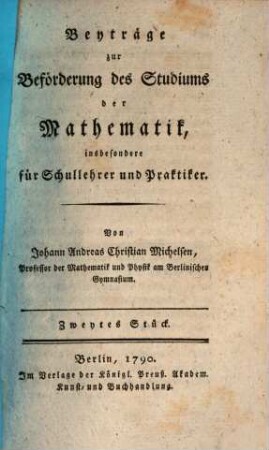 Beyträge
zur
Beförderung des Studiums
der
Mathematik,
insbesondere
für Schullehrer und Praktiker.
Von
Johann Andreas Christian Michelsen,
Professor der Mathematik und Physik am Berlinischen
Gymnasium.
Zweytes Stück.
Berlin, 1790.
Im Verlage der Königl. Preuß. Akadem.
Kunst- und Buchhandlung.